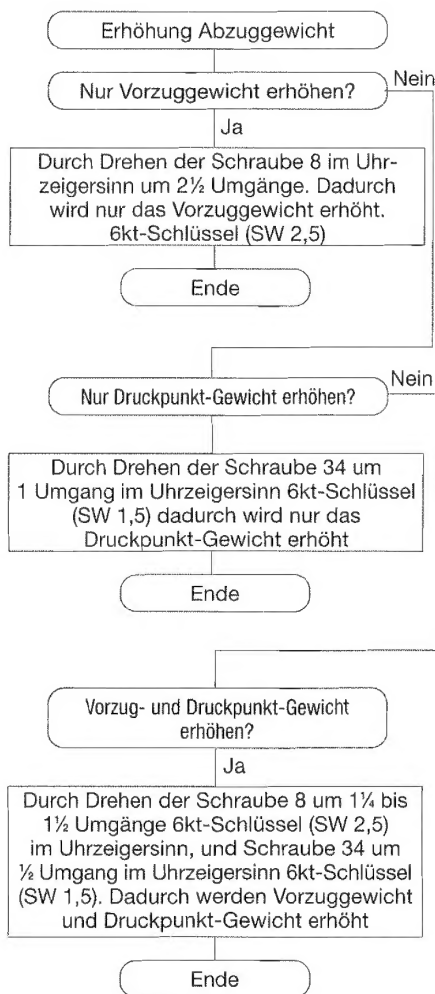 Erhöhung Abzuggewicht
Nur Vorzuggewicht erhöhen?
Nein
Ja
Durch Drehen der Schraube 8 im Uhr-
zeigersinn um 2½ Umgänge. Dadurch
wird nur das Vorzuggewicht erhöht.
6kt-Schlüssel (SW 2,5)
Ende
Nur Druckpunkt-Gewicht erhöhen?
Nein
Durch Drehen der Schraube 34 um
1 Umgang im Uhrzeigersinn 6kt-Schlüssel
(SW 1,5) dadurch wird nur das
Druckpunkt-Gewicht erhöht
Ende
Vorzug- und Druckpunkt-Gewicht
erhöhen?
Ja
Durch Drehen der Schraube 8 um 1¼ bis
1½ Umgänge 6kt-Schlüssel (SW 2,5)
im Uhrzeigersinn, und Schraube 34 um
½ Umgang im Uhrzeigersinn 6kt-Schlüssel
(SW 1,5). Dadurch werden Vorzuggewicht
und Druckpunkt-Gewicht erhöht
Ende